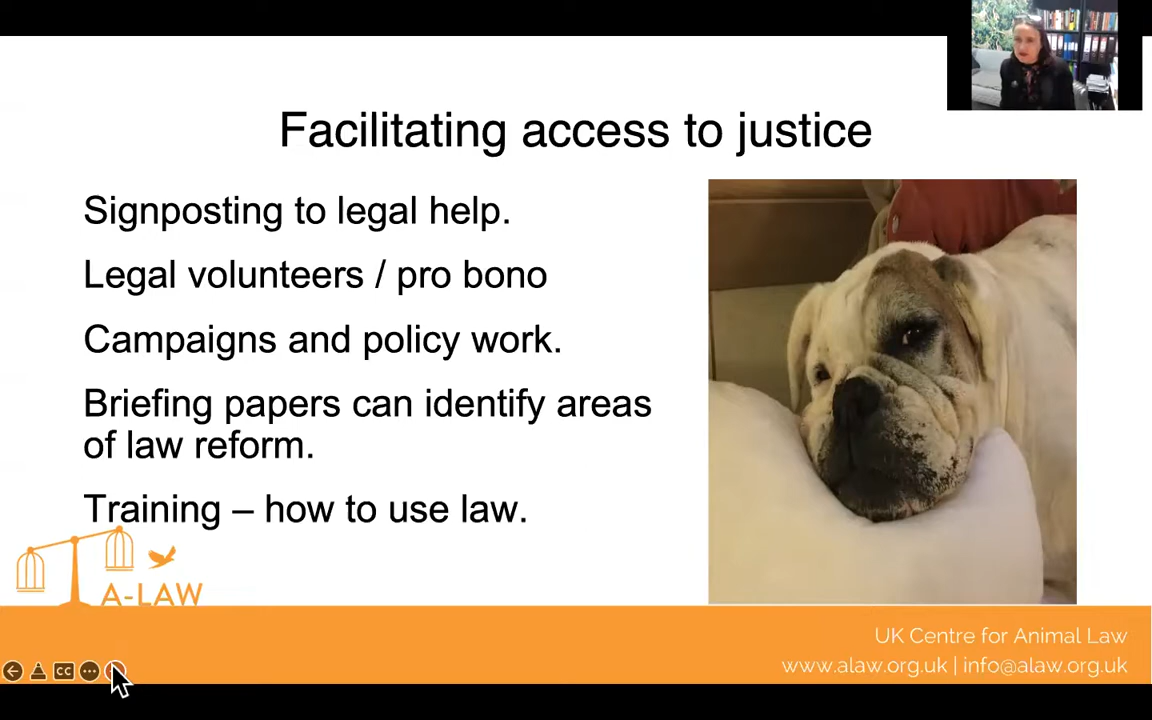 Facilitating access to justice
Signposting to legal help.
Legal volunteers / pro bono
Campaigns and policy work.
Briefing papers can identify areas
of law reform.
Training – how to use law.
A-LAW
UK Centre for Animal Law
www.alaw.org.uk | info@alaw.org.uk
CC